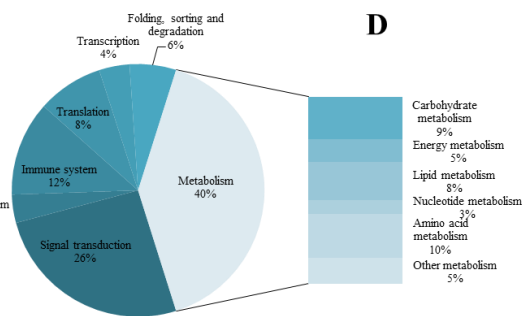 Folding, sorting and
degradation
6%
D
Transcription
4%
Translation
8%
Immune system
12%
Signal transduction
26%
Metabolism
40%
Carbohydrate
metabolism
9%
Energy metabolism
5%
Lipid metabolism
8%
Nucleotide metabolism
3%
Amino acid
metabolism
10%
Other metabolism
5%